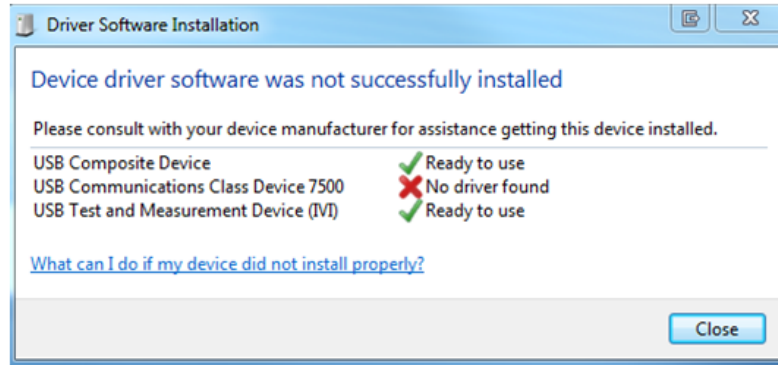 Driver Software Installation
Device driver software was not successfully installed
Please consult with your device manufacturer for assistance getting this device installed.
USB Composite Device Ready to use
USB Communications Class Device 7500 No driver found
USB Test and Measurement Device (IVI) Ready to use
What can I do if my device did not install properly?
Close